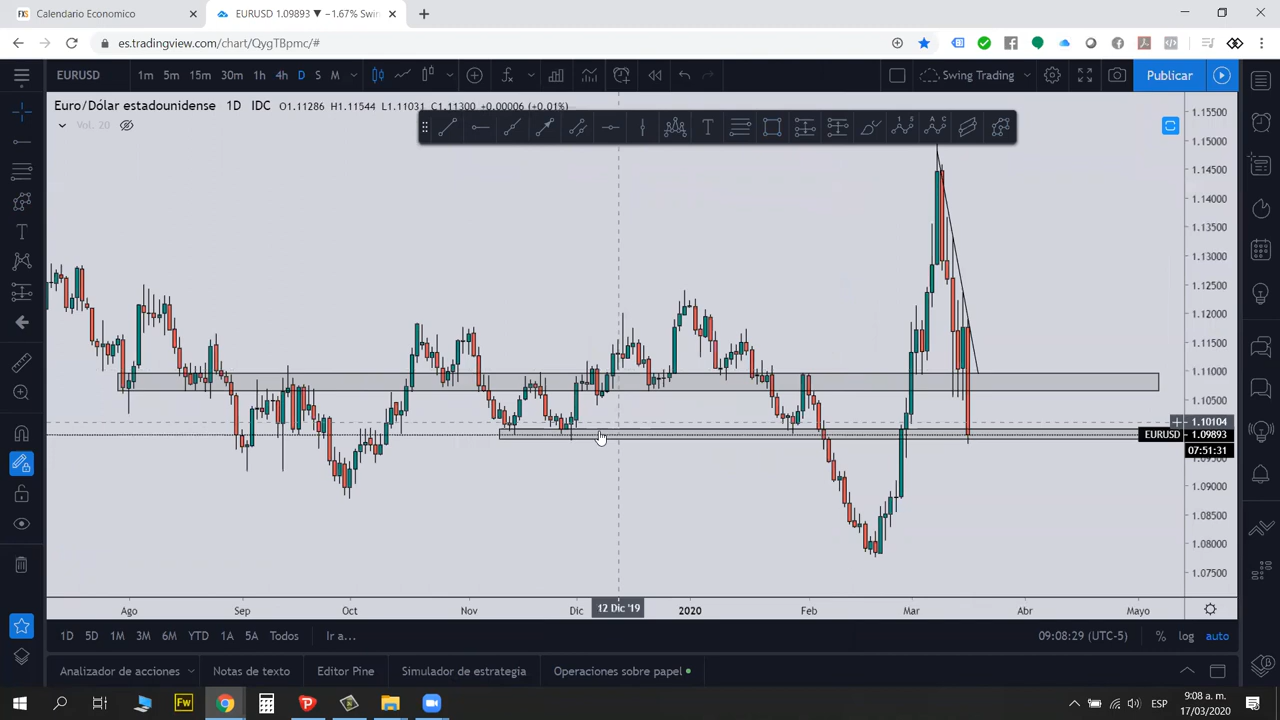 Calendario Economico
EURUSD 1.09893 ▼ −1.67% Swin
es.tradingview.com/chart/QygTBpmc/#
EURUSD 1m 5m 15m 30m 1h 4h D S M
Swing Trading
Publicar
Euro/Dólar estadounidense 1D IDC O1.11286 H1.11544 L1.11031 C1.11300 +0.00006 (+0.01%)
Vol. 20
1.15500
1.15000
1.14500
1.14000
1.13500
1.13000
1.12500
1.12000
1.11500
1.11000
1.10500
1.10104
EURUSD 1.09893
07:51:31
1.09000
1.08500
1.08000
1.07500
Ago Sep Oct Nov Dic 12 Dic '19 2020 Feb Mar Abr Mayo
1D 5D 1M 3M 6M YTD 1A 5A Todos Ir a...
09:08:29 (UTC-5) % log auto
Analizador de acciones Notas de texto Editor Pine Simulador de estrategia Operaciones sobre papel
ESP
9:08 a. m.
17/03/2020